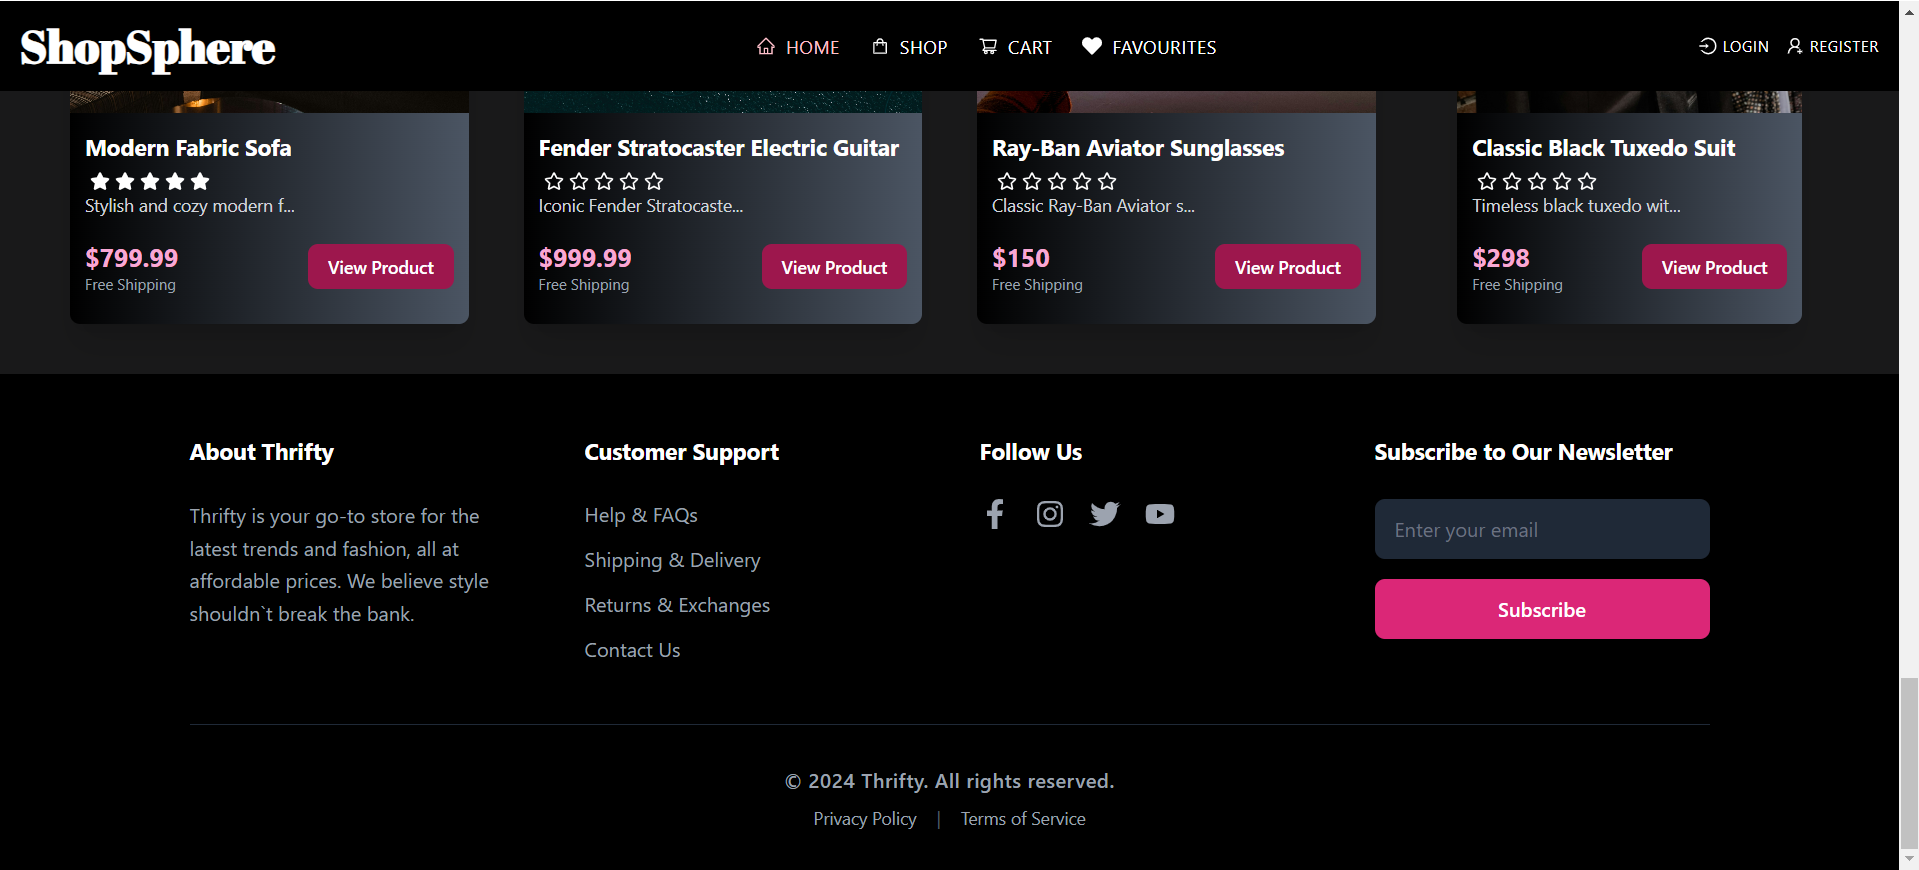 ShopSphere
HOME SHOP CART FAVOURITES
LOGIN REGISTER
Modern Fabric Sofa
Stylish and cozy modern f...
$799.99
Free Shipping
View Product
Fender Stratocaster Electric Guitar
Iconic Fender Stratocaste...
$999.99
Free Shipping
View Product
Ray-Ban Aviator Sunglasses
Classic Ray-Ban Aviator s...
$150
Free Shipping
View Product
Classic Black Tuxedo Suit
Timeless black tuxedo wit...
$298
Free Shipping
View Product
About Thrifty
Thrifty is your go-to store for the
latest trends and fashion, all at
affordable prices. We believe style
shouldn`t break the bank.
Customer Support
Help & FAQs
Shipping & Delivery
Returns & Exchanges
Contact Us
Follow Us
Subscribe to Our Newsletter
Enter your email
Subscribe
© 2024 Thrifty. All rights reserved.
Privacy Policy | Terms of Service